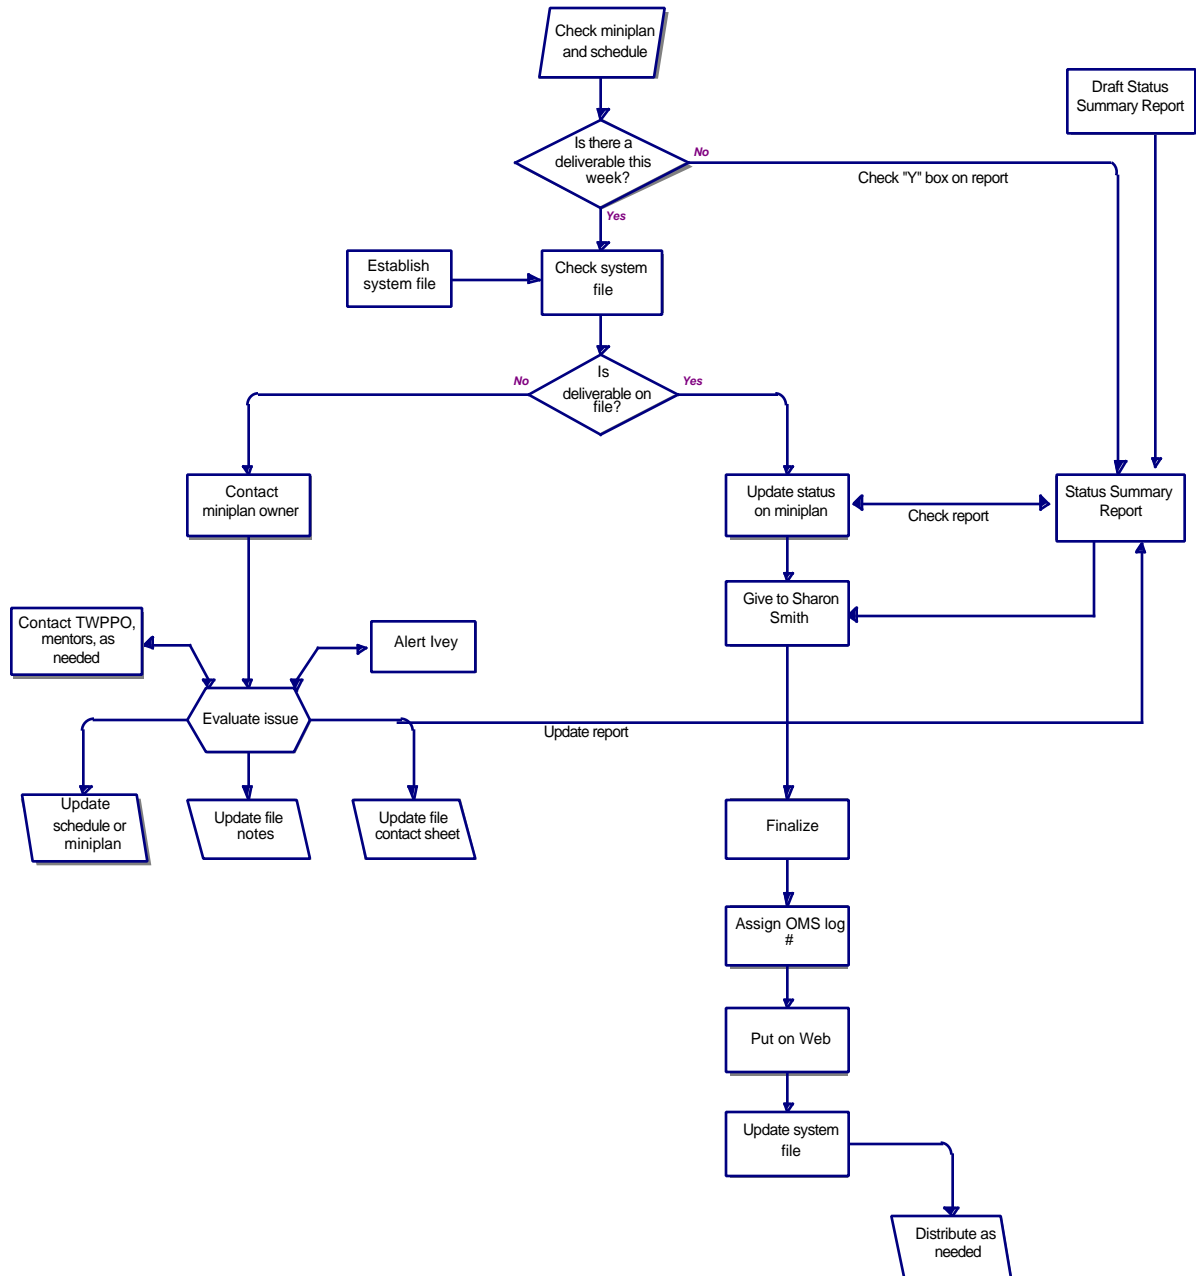 Check miniplan
and schedule
Draft Status
Summary Report
Is there a
deliverable this
week?
No
Check "Y" box on report
Yes
Establish
system file
Check system
file
Is
deliverable on
file?
No
Yes
Contact
miniplan owner
Update status
on miniplan
Check report
Status Summary
Report
Give to Sharon
Smith
Contact TWPPO,
mentors, as
needed
Alert Ivey
Evaluate issue
Update report
Update
schedule or
miniplan
Update file
notes
Update file
contact sheet
Finalize
Assign OMS log
#
Put on Web
Update system
file
Distribute as
needed